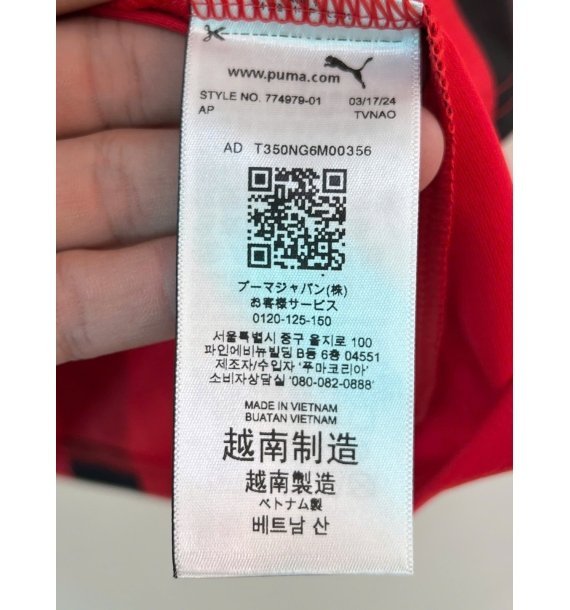 www.puma.com
STYLE NO. 774979-01 03/17/24
AP TVNAO
AD T350NG6M00356
プーマジャパン(株)
お客様サービス
0120-125-150
서울특별시 중구 을지로 100
파인에비뉴빌딩 B동 6층 04551
제조자/수입자 '푸마코리아'
소비자상담실 '080-082-0888'
MADE IN VIETNAM
BUATAN VIETNAM
越南制造
越南製造
ベトナム製
베트남 산